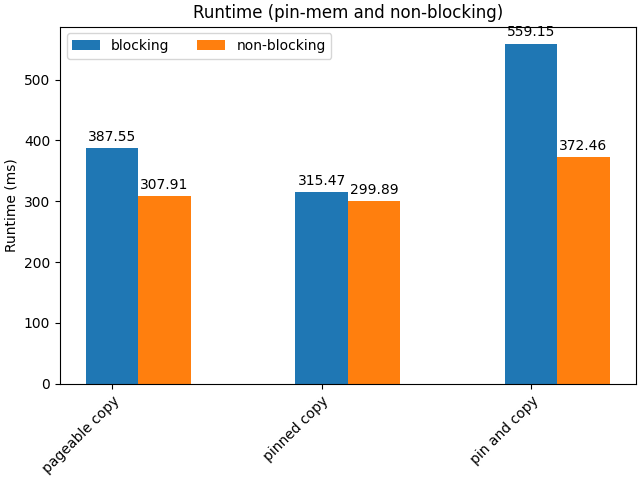 Runtime (pin-mem and non-blocking)
blocking
non-blocking
Runtime (ms)
500
400
300
200
100
0
387.55
307.91
315.47
299.89
559.15
372.46
pageable copy
pinned copy
pin and copy